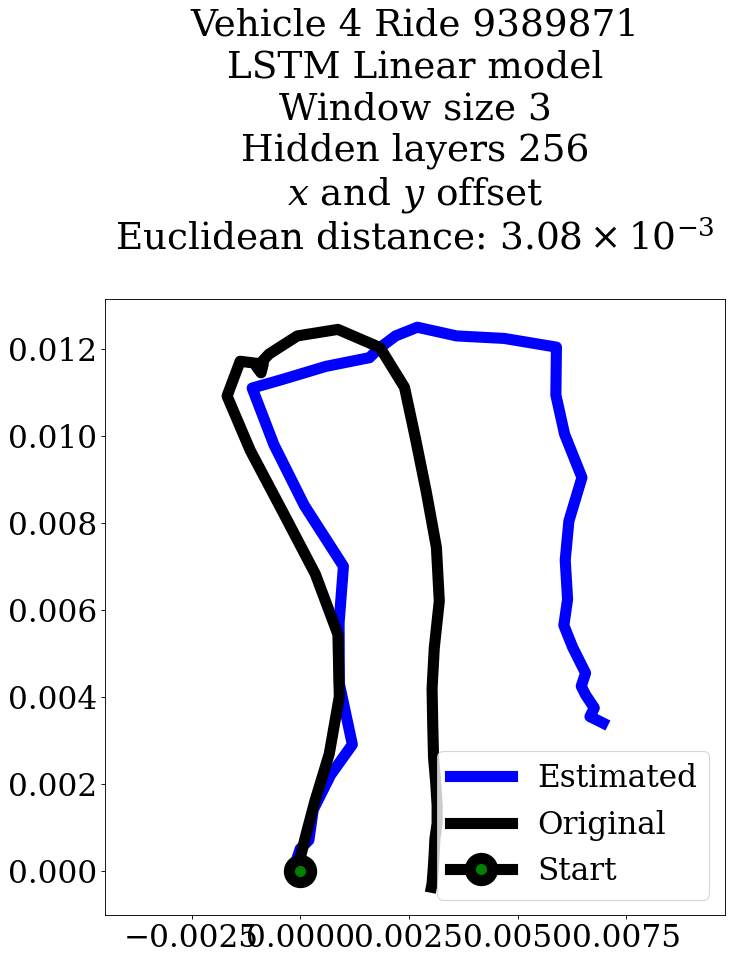 Vehicle 4 Ride 9389871
LSTM Linear model
Window size 3
Hidden layers 256
x and y offset
Euclidean distance: 3.08 × 10⁻³
0.012
0.010
0.008
0.006
0.004
0.002
0.000
Estimated
Original
Start
−0.0025 0.0000 0.0025 0.0050 0.0075